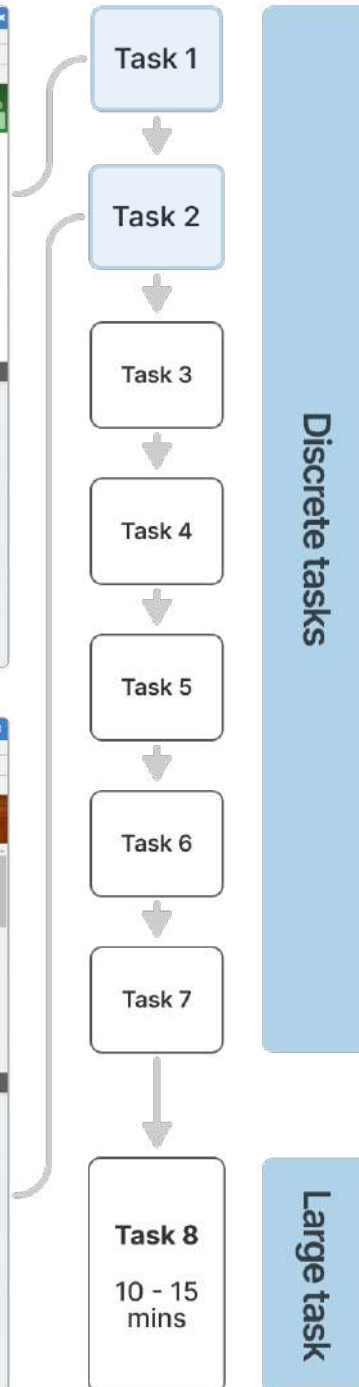 Task 1
Task 2
Task 3
Task 4
Task 5
Task 6
Task 7
Task 8
10 - 15
mins
Discrete tasks
Large task